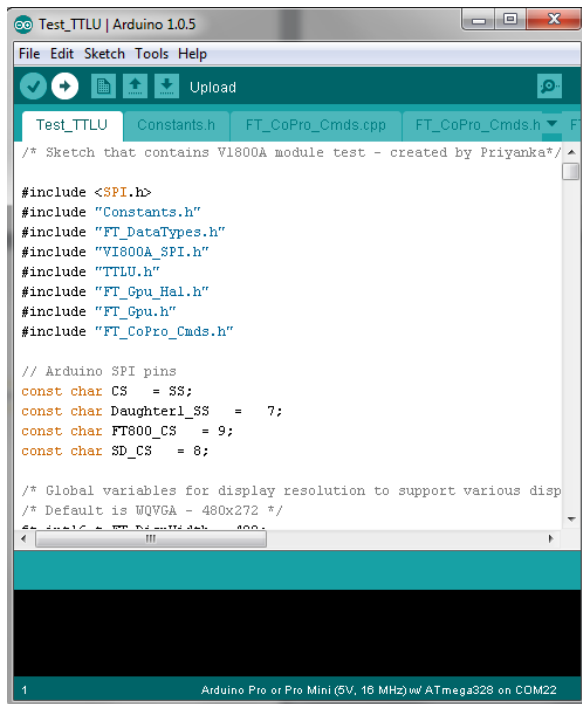 Test_TTLU | Arduino 1.0.5
File Edit Sketch Tools Help
Upload
Test_TTLU Constants.h FT_CoPro_Cmds.cpp FT_CoPro_Cmds.h F
/* Sketch that contains V1800A module test - created by Priyanka*/
#include <SPI.h>
#include "Constants.h"
#include "FT_DataTypes.h"
#include "VI800A_SPI.h"
#include "TTLU.h"
#include "FT_Gpu_Hal.h"
#include "FT_Gpu.h"
#include "FT_CoPro_Cmds.h"
// Arduino SPI pins
const char CS = SS;
const char Daughter1_SS = 7;
const char FT800_CS = 9;
const char SD_CS = 8;
/* Global variables for display resolution to support various disp
/* Default is WQVGA - 480x272 */
1 Arduino Pro or Pro Mini (5V, 16 MHz) w/ ATmega328 on COM22